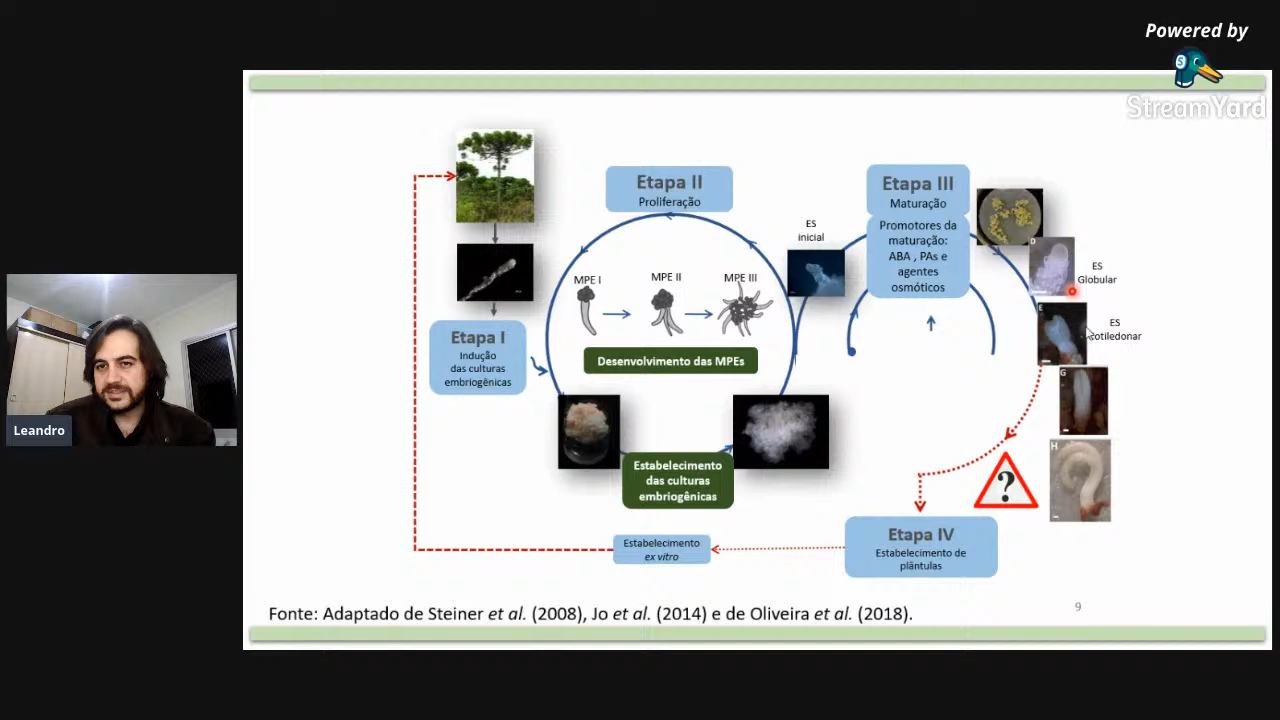 Powered by
S
StreamYard
Leandro
Etapa II
Proliferação
Etapa III
Maturação
Promotores da
maturação:
ABA , PAs e
agentes
osmóticos
ES
inicial
D
ES
Globular
E
ES
Cotiledonar
G
H
MPE I
MPE II
MPE III
Desenvolvimento das MPEs
Etapa I
Indução
das culturas
embriogênicas
Estabelecimento
das culturas
embriogênicas
?
Etapa IV
Estabelecimento de
plântulas
Estabelecimento
ex vitro
Fonte: Adaptado de Steiner et al. (2008), Jo et al. (2014) e de Oliveira et al. (2018).
9